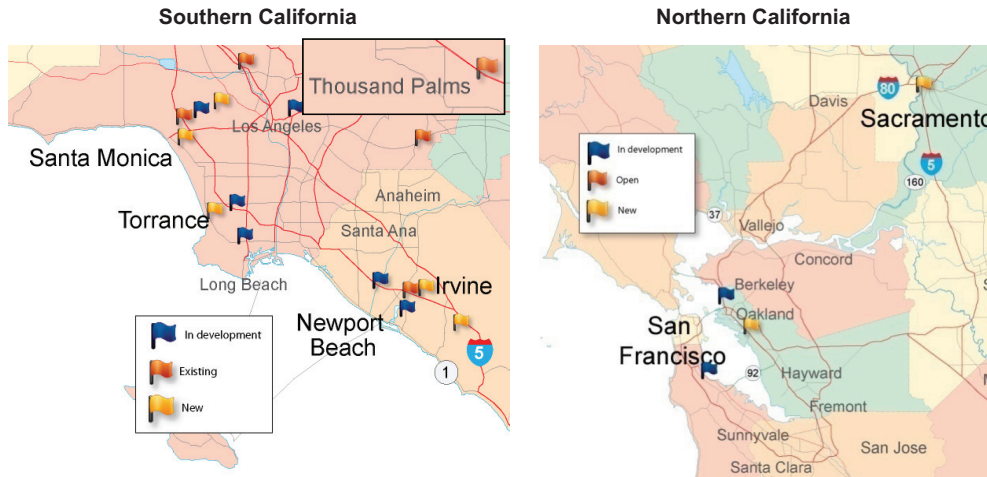 Southern California
Thousand Palms
Los Angeles
Santa Monica
Anaheim
Torrance
Santa Ana
Long Beach
Irvine
Newport
Beach
5
1
In development
Existing
New
Northern California
80
Davis
Sacramento
In development
Open
New
5
160
37
Vallejo
Concord
Berkeley
Oakland
San
Francisco
92
Hayward
Fremont
Sunnyvale
San Jose
Santa Clara